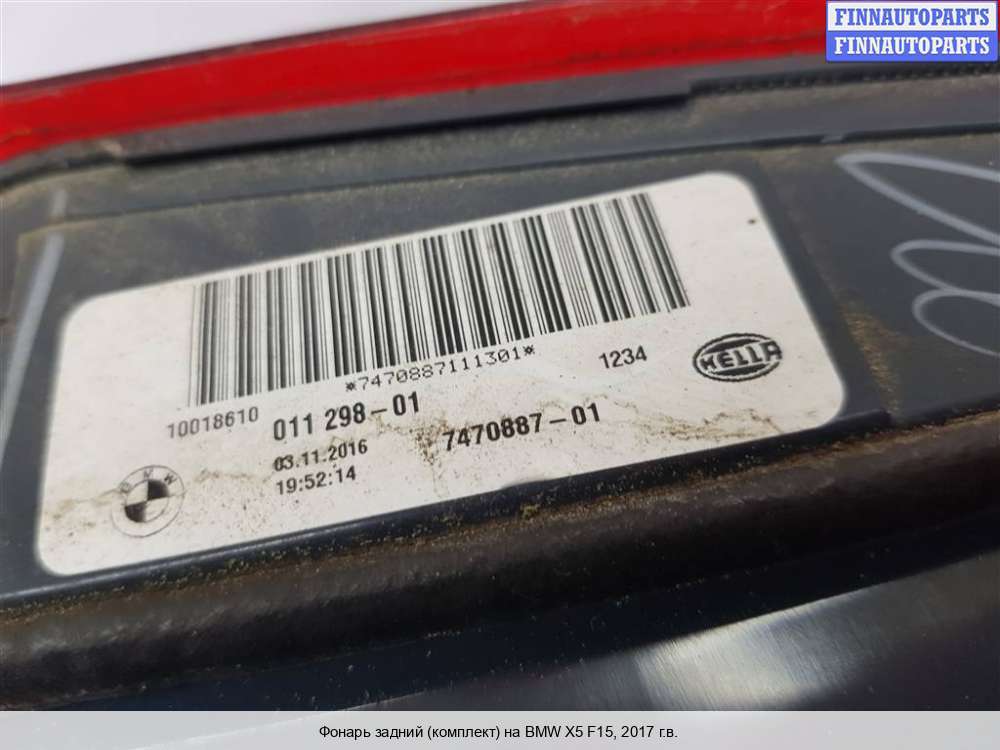 FINNAUTOPARTS
FINNAUTOPARTS
*7470887111301*
1234
HELLA
10018610
011 298-01
7470887-01
03.11.2016
19:52:14
BMW
Фонарь задний (комплект) на BMW X5 F15, 2017 г.в.